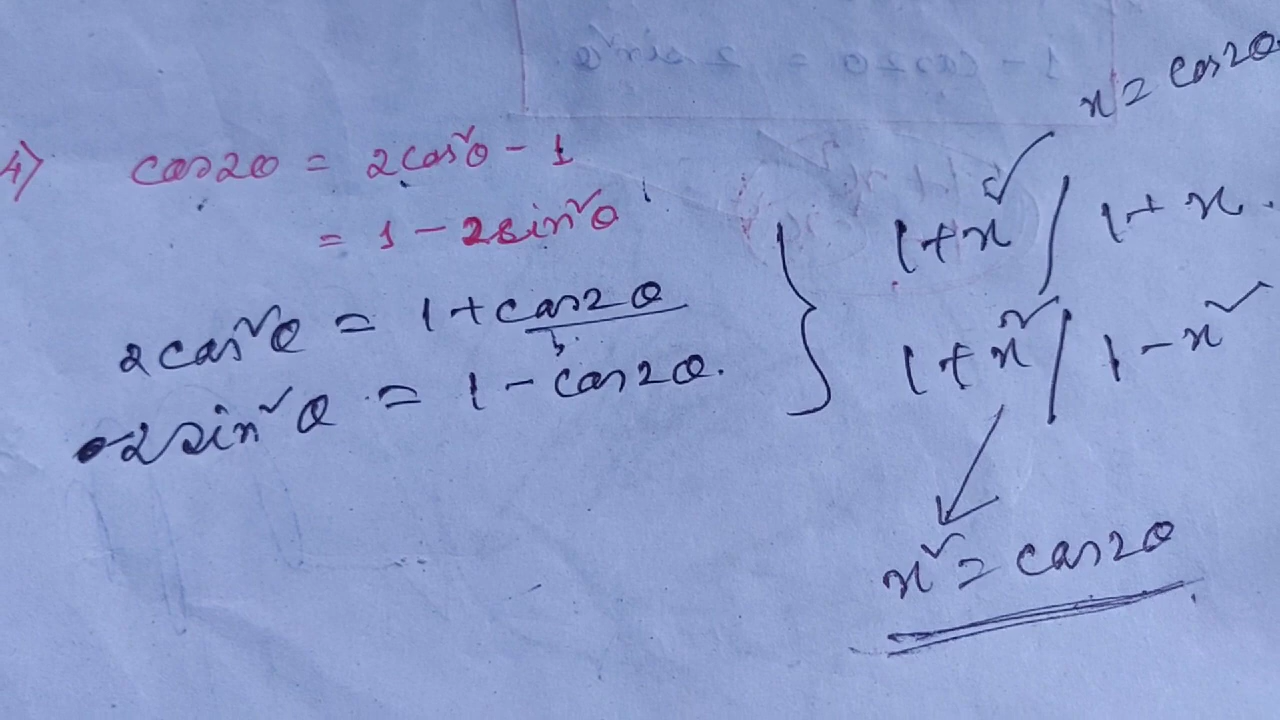 4) cos2θ = 2cos²θ - 1
= 1 - 2sin²θ
2cos²θ = 1 + cos2θ
2sin²θ = 1 - cos2θ.
x = cos2θ
1+x² / 1+x.
1+x² / 1-x²
x² = cos2θ